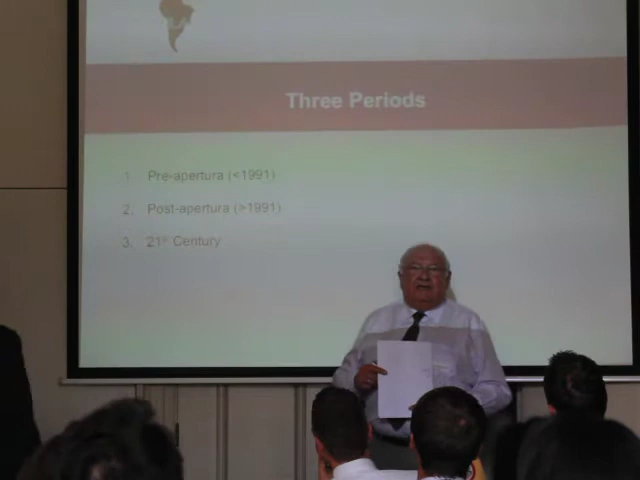 Three Periods
1. Pre-apertura (<1991)
2. Post-apertura (>1991)
3. 21st Century